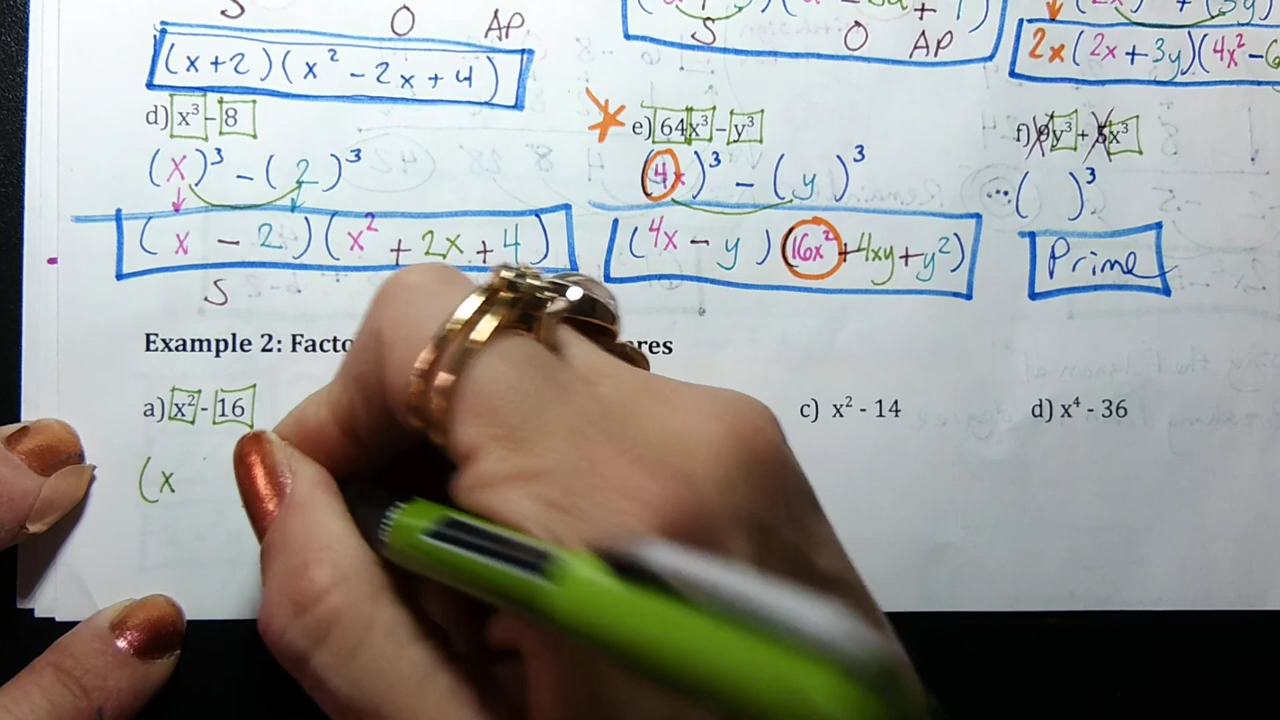 S O AP
S O AP
(x+2)(x² - 2x + 4)
2x(2x + 3y)(4x²-
d) x³ - 8
e) 64x³ - y³
f) 9y³ + 5x³
(x)³ - (2)³
(4x)³ - (y)³
( )³
(x - 2)(x² + 2x + 4)
(4x - y)(16x² + 4xy + y²)
Prime
S
Example 2: Facto
res
a) x² - 16
c) x² - 14
d) x⁴ - 36
(x